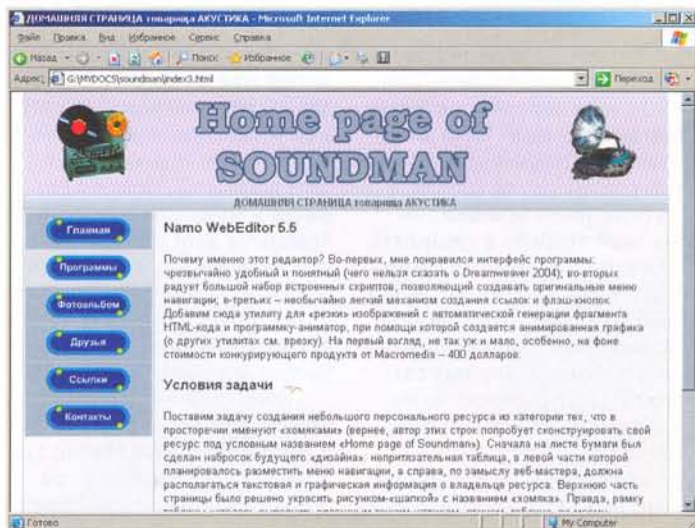 ДОМАШНЯЯ СТРАНИЦА товарища АКУСТИКА - Microsoft Internet Explorer
Файл Правка Вид Избранное Сервис Справка
Назад Поиск Избранное
Адрес: G:\MYDOCS\soundman\index3.html Переход
Home page of
SOUNDMAN
ДОМАШНЯЯ СТРАНИЦА товарища АКУСТИКА
Главная
Программы
Фотоальбом
Друзья
Ссылки
Контакты
Namo WebEditor 5.5
Почему именно этот редактор? Во-первых, мне понравился интерфейс программы:
чрезвычайно удобный и понятный (чего нельзя сказать о Dreamweaver 2004); во-вторых
радует большой набор встроенных скриптов, позволяющий создавать оригинальные меню
навигации; в-третьих – необычайно легкий механизм создания ссылок и флэш-кнопок.
Добавим сюда утилиту для «резки» изображений с автоматической генерации фрагмента
HTML-кода и программку-аниматор, при помощи которой создается анимированная графика
(о других утилитах см. врезку). На первый взгляд, не так уж и мало, особенно, на фоне
стоимости конкурирующего продукта от Macromedia – 400 долларов.
Условия задачи
Поставим задачу создания небольшого персонального ресурса из категории тех, что в
просторечии именуют «хомяками» (вернее, автор этих строк попробует сконструировать свой
ресурс под условным названием «Home page of Soundman»). Сначала на листе бумаги был
сделан набросок будущего «дизайна»: непритязательная таблица, в левой части которой
планировалось разместить меню навигации, а справа, по замыслу веб-мастера, должна
располагаться текстовая и графическая информация о владельце ресурса. Верхнюю часть
страницы было решено украсить рисунком-«шапкой» с названием «хомяка». Правда, рамку
Готово My Computer